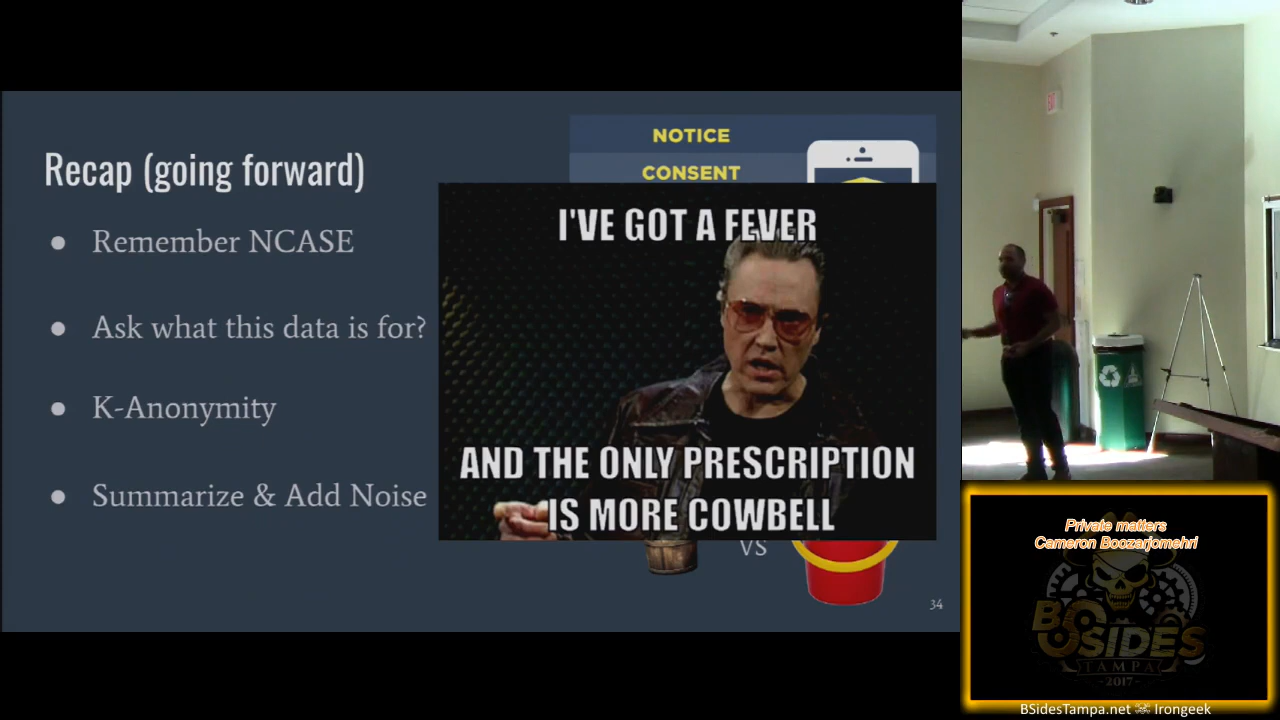 Recap (going forward)
● Remember NCASE
● Ask what this data is for?
● K-Anonymity
● Summarize & Add Noise
NOTICE
CONSENT
I'VE GOT A FEVER
AND THE ONLY PRESCRIPTION
IS MORE COWBELL
VS
34
EXIT
Private matters
Cameron Boozarjomehri
BSIDES
TAMPA
-2017-
BSidesTampa.net ☠ Irongeek